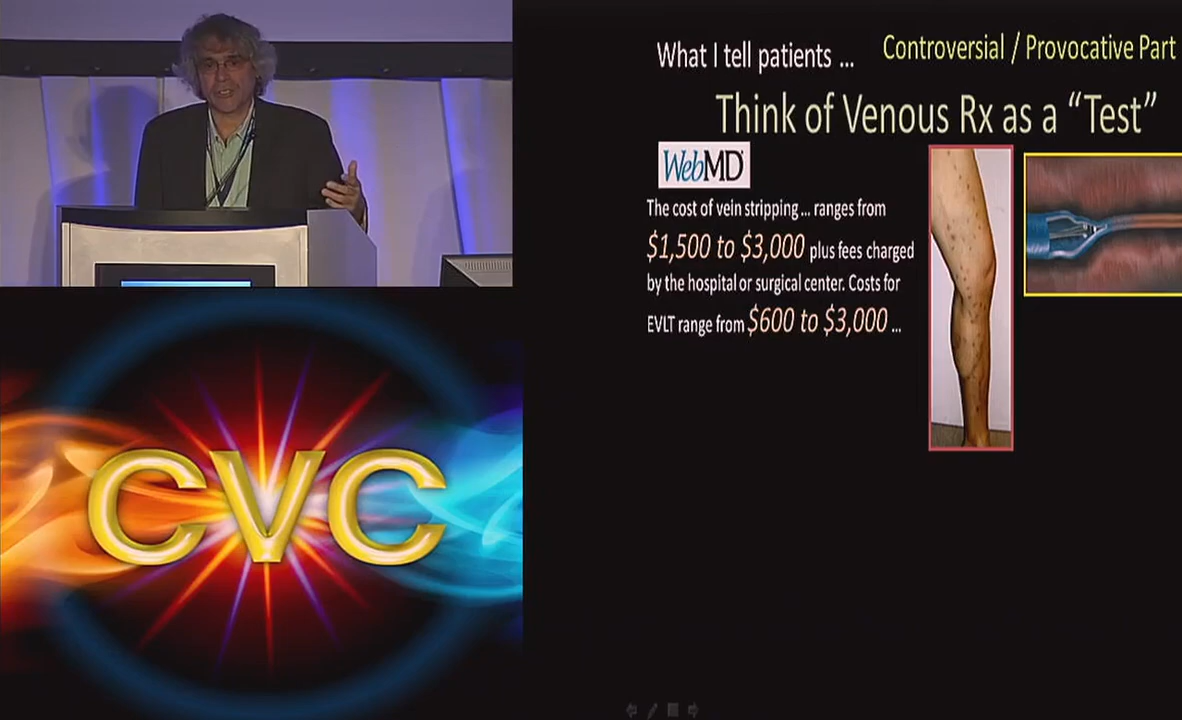 What I tell patients ...
Controversial / Provocative Part
Think of Venous Rx as a “Test”
WebMD
The cost of vein stripping... ranges from
$1,500 to $3,000 plus fees charged
by the hospital or surgical center. Costs for
EVLT range from $600 to $3,000 ...
CVC